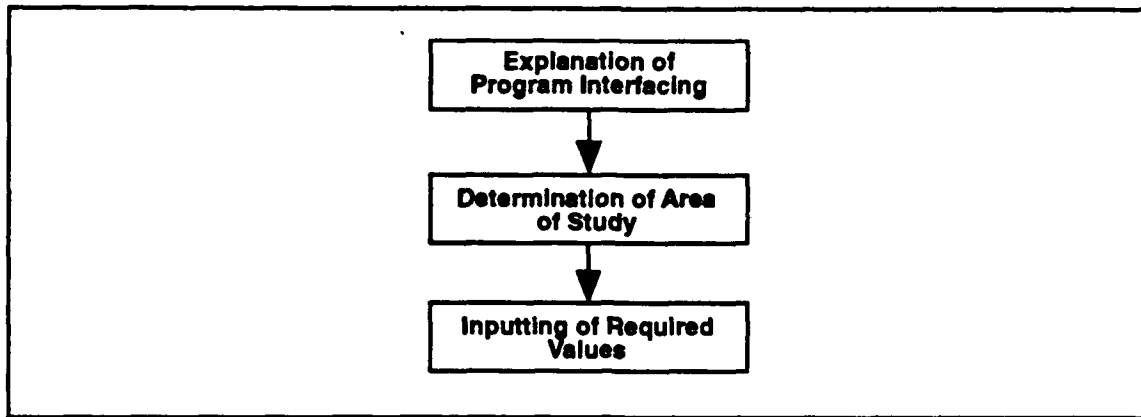 Explanation of
Program Interfacing
Determination of Area
of Study
Inputting of Required
Values